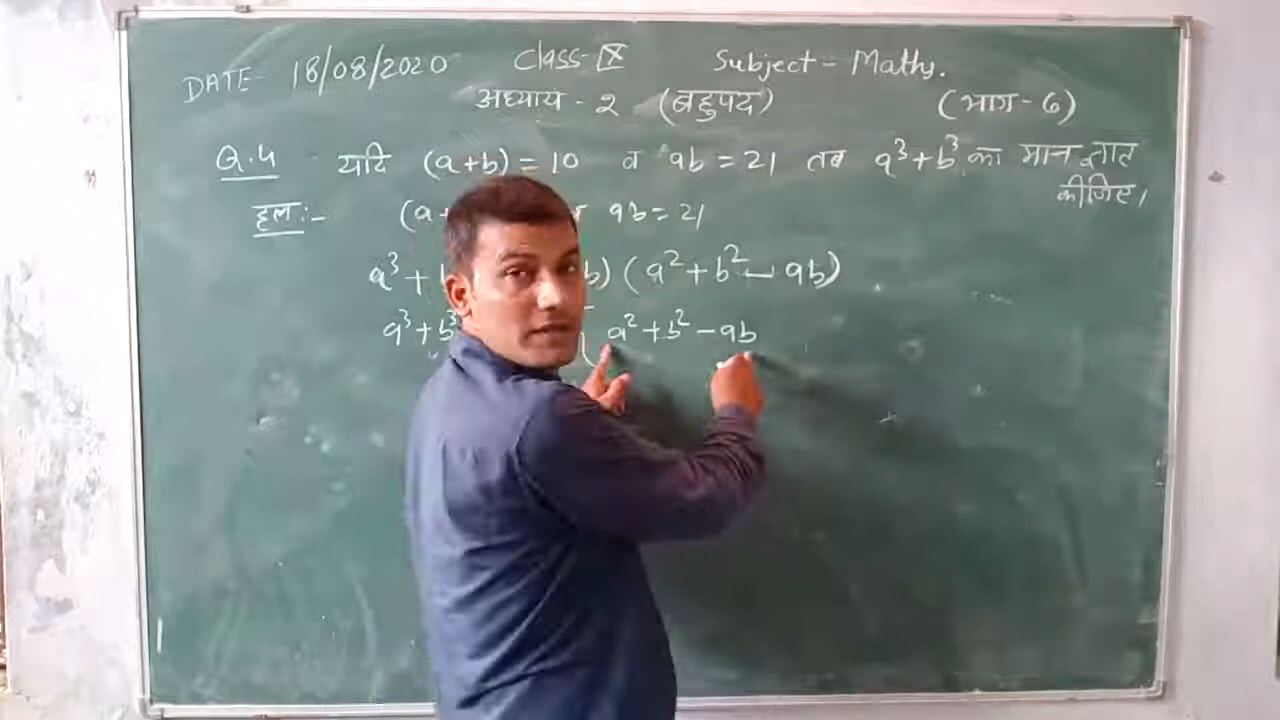 DATE- 18/08/2020 Class-IX Subject - Maths.
अध्याय - 2 (बहुपद) (भाग - 6)
Q.4 यदि (a+b) = 10 व ab = 21 तब a³+b³ का मान ज्ञात
कीजिए।
हल:- (a+ ab = 21
a³ + b) (a² + b² - ab)
a³+b³ (a² + b² - ab